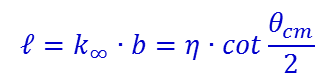 ℓ = k∞ · b = η · cot θcm/2